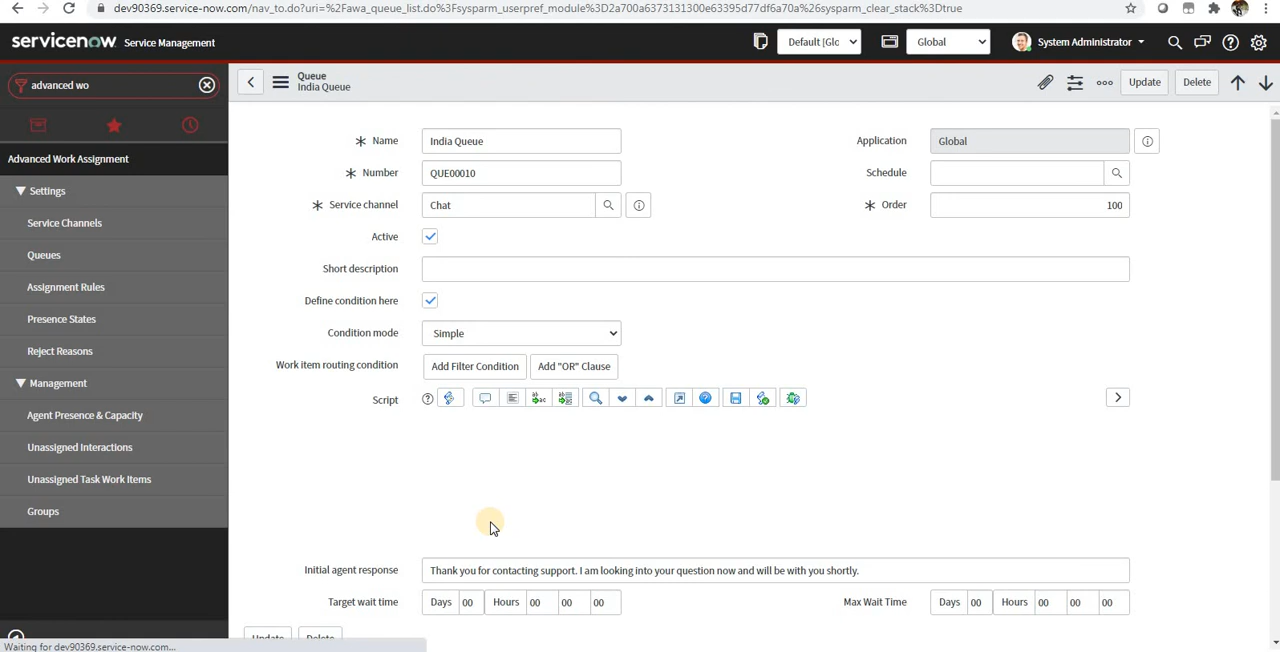 dev90369.service-now.com/nav_to.do?uri=%2Fawa_queue_list.do%3Fsysparm_userpref_module%3D2a700a6373131300e63395d77df6a70a%26sysparm_clear_stack%3Dtrue
servicenow Service Management
Default [Glc
Global
System Administrator
advanced wo
Queue
India Queue
Update
Delete
Advanced Work Assignment
Settings
Service Channels
Queues
Assignment Rules
Presence States
Reject Reasons
Management
Agent Presence & Capacity
Unassigned Interactions
Unassigned Task Work Items
Groups
Name India Queue
Application Global
Number QUE00010
Schedule
Service channel Chat
Order 100
Active
Short description
Define condition here
Condition mode Simple
Work item routing condition Add Filter Condition Add "OR" Clause
Script
Initial agent response Thank you for contacting support. I am looking into your question now and will be with you shortly.
Target wait time Days 00 Hours 00 00 00
Max Wait Time Days 00 Hours 00 00 00
Update Delete
Waiting for dev90369.service-now.com...